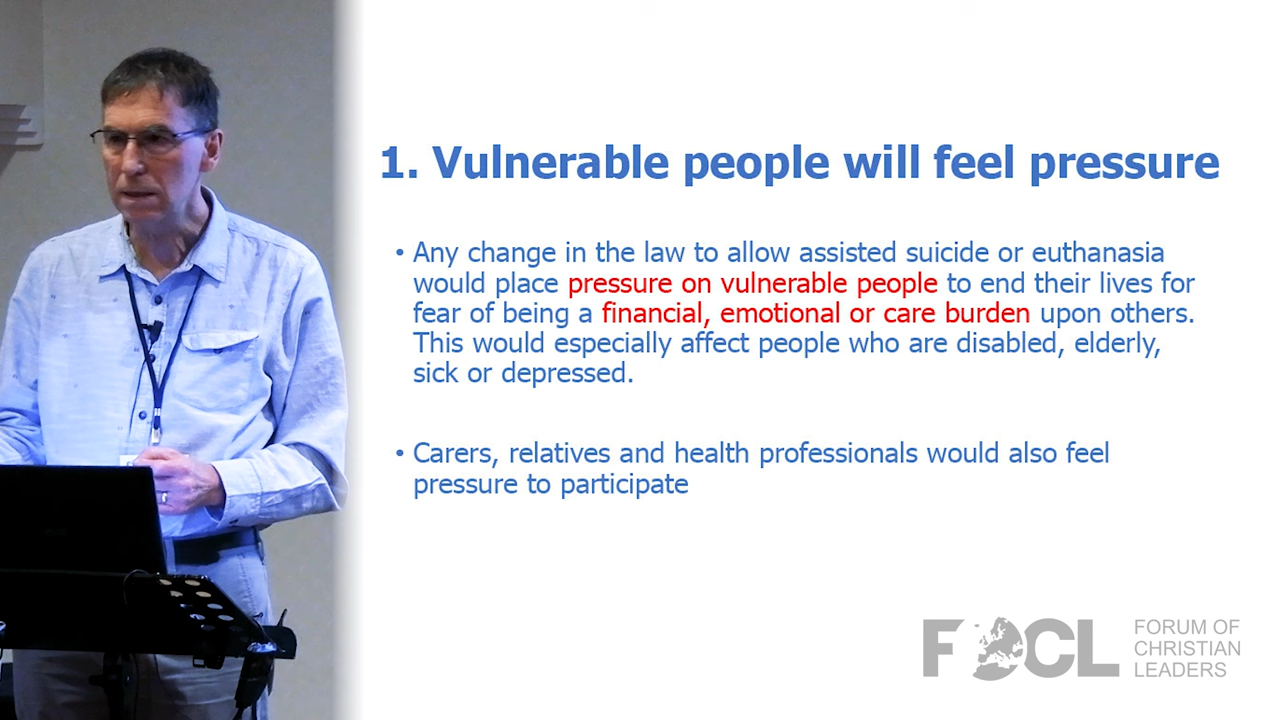 1. Vulnerable people will feel pressure
• Any change in the law to allow assisted suicide or euthanasia
would place pressure on vulnerable people to end their lives for
fear of being a financial, emotional or care burden upon others.
This would especially affect people who are disabled, elderly,
sick or depressed.
• Carers, relatives and health professionals would also feel
pressure to participate
FOCL
FORUM OF
CHRISTIAN
LEADERS